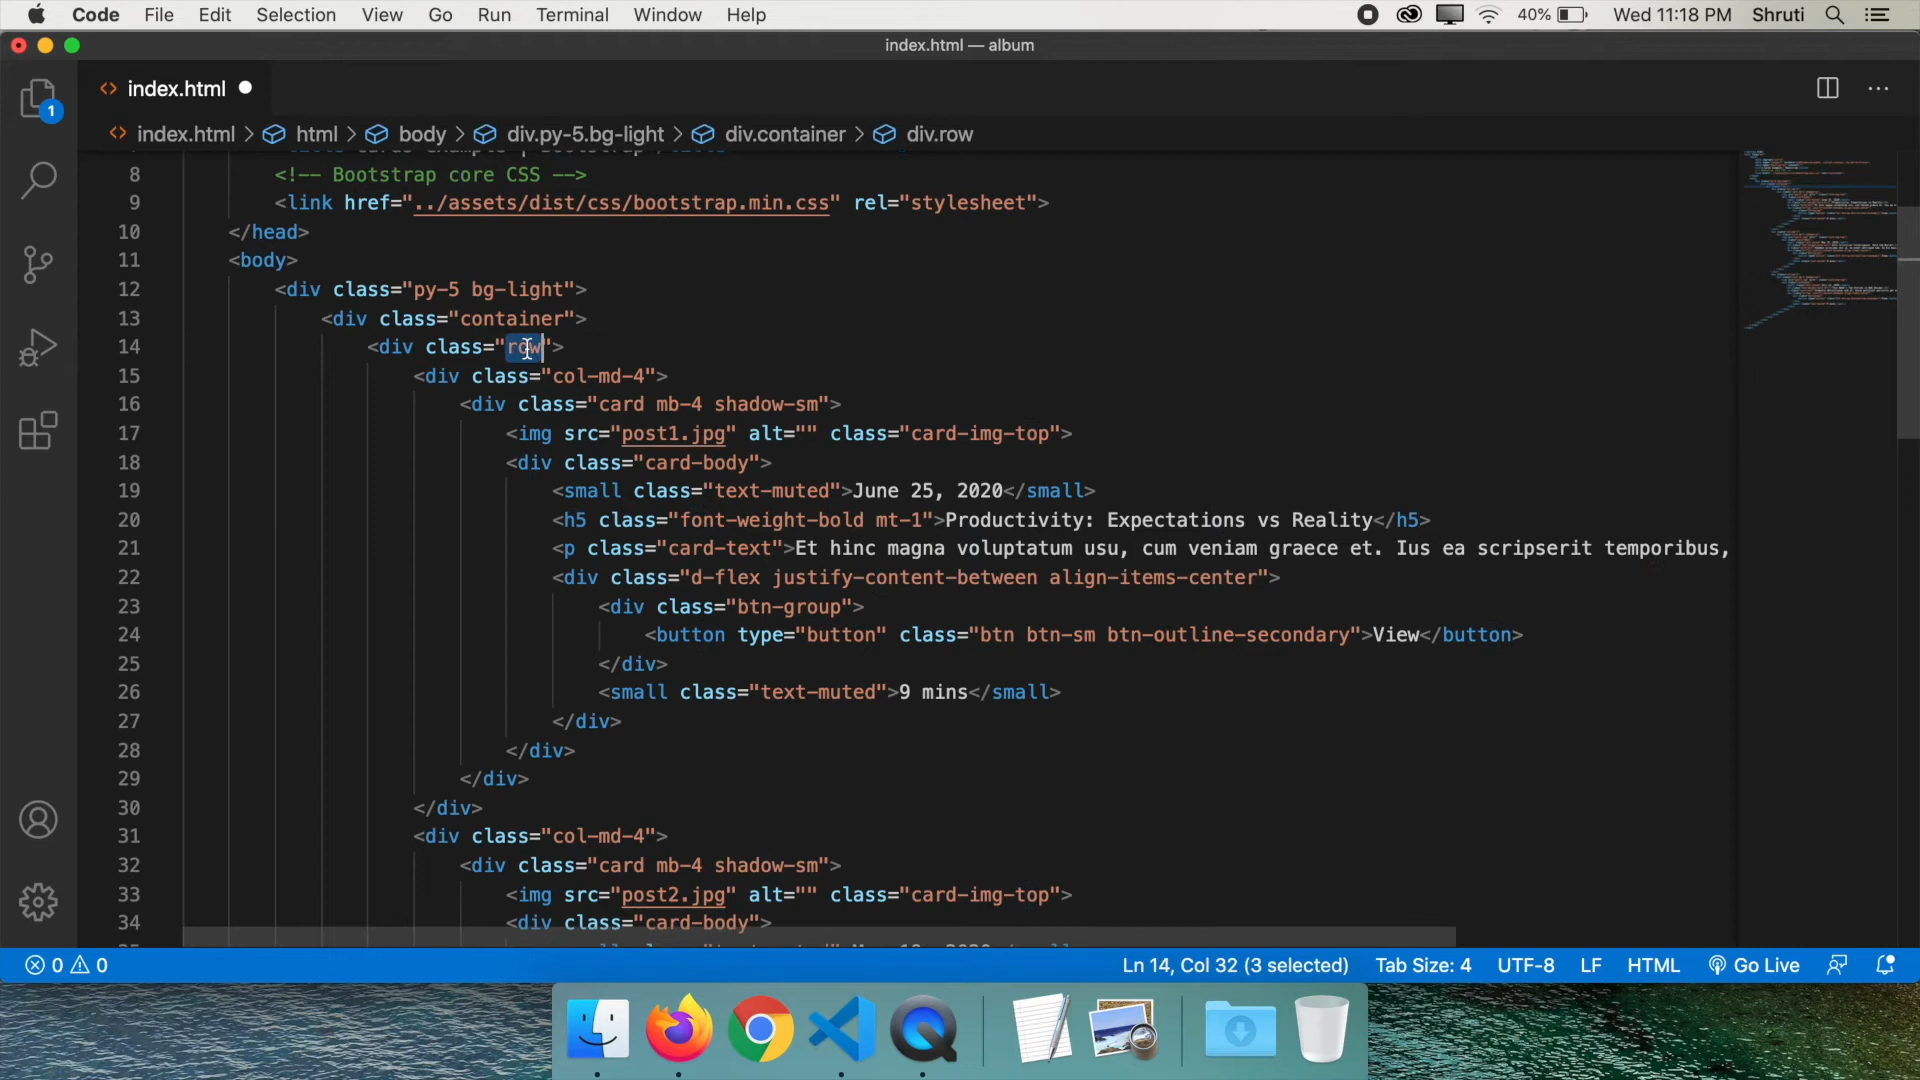 Code File Edit Selection View Go Run Terminal Window Help 40% Wed 11:18 PM Shruti
index.html — album
1
<> index.html
<> index.html > html > body > div.py-5.bg-light > div.container > div.row
8 <!-- Bootstrap core CSS -->
9 <link href="../assets/dist/css/bootstrap.min.css" rel="stylesheet">
10 </head>
11 <body>
12 <div class="py-5 bg-light">
13 <div class="container">
14 <div class="row">
15 <div class="col-md-4">
16 <div class="card mb-4 shadow-sm">
17 <img src="post1.jpg" alt="" class="card-img-top">
18 <div class="card-body">
19 <small class="text-muted">June 25, 2020</small>
20 <h5 class="font-weight-bold mt-1">Productivity: Expectations vs Reality</h5>
21 <p class="card-text">Et hinc magna voluptatum usu, cum veniam graece et. Ius ea scripserit temporibus,
22 <div class="d-flex justify-content-between align-items-center">
23 <div class="btn-group">
24 <button type="button" class="btn btn-sm btn-outline-secondary">View</button>
25 </div>
26 <small class="text-muted">9 mins</small>
27 </div>
28 </div>
29 </div>
30 </div>
31 <div class="col-md-4">
32 <div class="card mb-4 shadow-sm">
33 <img src="post2.jpg" alt="" class="card-img-top">
34 <div class="card-body">
0 0 Ln 14, Col 32 (3 selected) Tab Size: 4 UTF-8 LF HTML Go Live